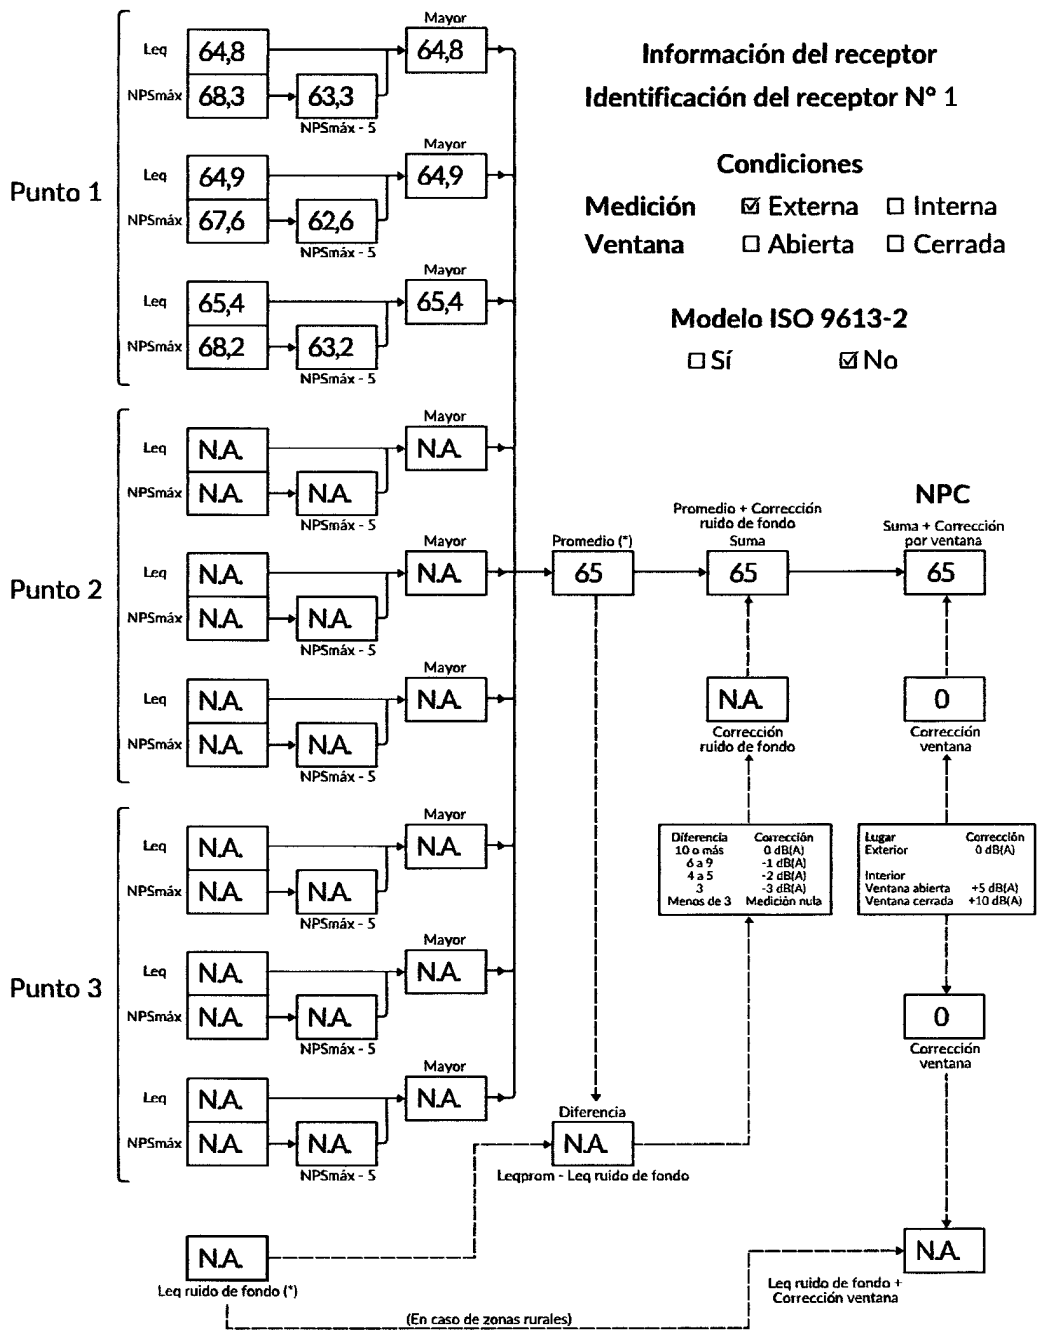 Información del receptor
Identificación del receptor N° 1
Condiciones
Medición ☑ Externa ☐ Interna
Ventana ☐ Abierta ☐ Cerrada
Modelo ISO 9613-2
☐ Sí ☑ No
Punto 1
Mayor
Leq 64,8 64,8
NPSmáx 68,3 63,3
NPSmáx - 5
Mayor
Leq 64,9 64,9
NPSmáx 67,6 62,6
NPSmáx - 5
Mayor
Leq 65,4 65,4
NPSmáx 68,2 63,2
NPSmáx - 5
Punto 2
Mayor
Leq N.A. N.A.
NPSmáx N.A. N.A.
NPSmáx - 5
Mayor
Leq N.A. N.A.
NPSmáx N.A. N.A.
NPSmáx - 5
Mayor
Leq N.A. N.A.
NPSmáx N.A. N.A.
NPSmáx - 5
Punto 3
Mayor
Leq N.A. N.A.
NPSmáx N.A. N.A.
NPSmáx - 5
Mayor
Leq N.A. N.A.
NPSmáx N.A. N.A.
NPSmáx - 5
Mayor
Leq N.A. N.A.
NPSmáx N.A. N.A.
NPSmáx - 5
N.A.
Leq ruido de fondo (*)
(En caso de zonas rurales)
Promedio (*)
65
Diferencia
N.A.
Leqprom - Leq ruido de fondo
Promedio + Corrección
ruido de fondo
Suma
65
N.A.
Corrección
ruido de fondo
Diferencia Corrección
10 o más 0 dB(A)
6 a 9 -1 dB(A)
4 a 5 -2 dB(A)
3 -3 dB(A)
Menos de 3 Medición nula
NPC
Suma + Corrección
por ventana
65
0
Corrección
ventana
Lugar Corrección
Exterior 0 dB(A)
Interior
Ventana abierta +5 dB(A)
Ventana cerrada +10 dB(A)
0
Corrección
ventana
N.A.
Leq ruido de fondo +
Corrección ventana